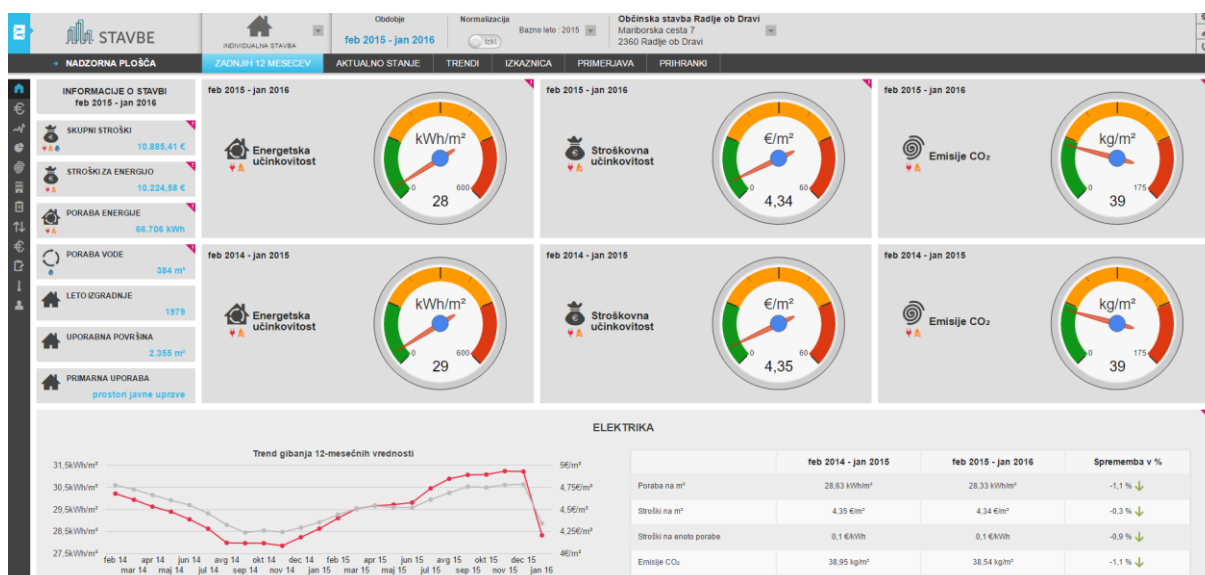 STAVBE
INDIVIDUALNA STAVBA
Obdobje
feb 2015 - jan 2016
Normalizacija
Izkl
Bazno leto : 2015
Občinska stavba Radlje ob Dravi
Mariborska cesta 7
2360 Radlje ob Dravi
NADZORNA PLOŠČA
ZADNJIH 12 MESECEV
AKTUALNO STANJE
TRENDI
IZKAZNICA
PRIMERJAVA
PRIHRANKI
INFORMACIJE O STAVBI
feb 2015 - jan 2016
SKUPNI STROŠKI
10.885,41 €
STROŠKI ZA ENERGIJO
10.224,58 €
PORABA ENERGIJE
66.706 kWh
PORABA VODE
384 m³
LETO IZGRADNJE
1979
UPORABNA POVRŠINA
2.355 m²
PRIMARNA UPORABA
prostori javne uprave
feb 2015 - jan 2016
Energetska
učinkovitost
kWh/m²
0 600
28
feb 2015 - jan 2016
Stroškovna
učinkovitost
€/m²
0 60
4,34
feb 2015 - jan 2016
Emisije CO₂
kg/m²
0 175
39
feb 2014 - jan 2015
Energetska
učinkovitost
kWh/m²
0 600
29
feb 2014 - jan 2015
Stroškovna
učinkovitost
€/m²
0 60
4,35
feb 2014 - jan 2015
Emisije CO₂
kg/m²
0 175
39
ELEKTRIKA
Trend gibanja 12-mesečnih vrednosti
31,5kWh/m² 5€/m²
30,5kWh/m² 4,75€/m²
29,5kWh/m² 4,5€/m²
28,5kWh/m² 4,25€/m²
27,5kWh/m² 4€/m²
feb 14 apr 14 jun 14 avg 14 okt 14 dec 14 feb 15 apr 15 jun 15 avg 15 okt 15 dec 15
mar 14 maj 14 jul 14 sep 14 nov 14 jan 15 mar 15 maj 15 jul 15 sep 15 nov 15 jan 16
feb 2014 - jan 2015 feb 2015 - jan 2016 Sprememba v %
Poraba na m² 28,63 kWh/m² 28,33 kWh/m² -1,1 %
Stroški na m² 4,35 €/m² 4,34 €/m² -0,3 %
Stroški na enoto porabe 0,1 €/kWh 0,1 €/kWh -0,9 %
Emisije CO₂ 38,95 kg/m² 38,54 kg/m² -1,1 %